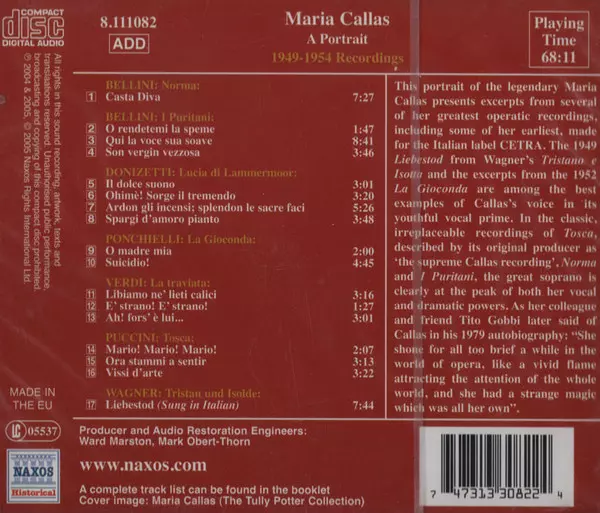 COMPACT
disc
DIGITAL AUDIO
8.111082
ADD
Maria Callas
A Portrait
1949-1954 Recordings
Playing
Time
68:11
All rights in this sound recording, artwork, texts and
translations reserved. Unauthorised public performance,
broadcasting and copying of this compact disc prohibited.
℗ 2004 & 2005. © 2005 Naxos Rights International Ltd.
BELLINI: Norma:
1 Casta Diva 7:27
BELLINI: I Puritani:
2 O rendetemi la speme 1:47
3 Qui la voce sua soave 8:41
4 Son vergin vezzosa 3:46
DONIZETTI: Lucia di Lammermoor:
5 Il dolce suono 3:01
6 Ohimè! Sorge il tremendo 3:20
7 Ardon gli incensi; splendon le sacre faci 5:26
8 Spargi d'amoro pianto 3:48
PONCHIELLI: La Gioconda:
9 O madre mia 2:00
10 Suicidio! 4:45
VERDI: La traviata:
11 Libiamo ne' lieti calici 3:16
12 E' strano! E' strano! 1:27
13 Ah! fors' è lui... 3:01
PUCCINI: Tosca:
14 Mario! Mario! Mario! 2:07
15 Ora stammi a sentir 3:13
16 Vissi d'arte 3:22
WAGNER: Tristan und Isolde:
17 Liebestod (Sung in Italian) 7:44
This portrait of the legendary Maria
Callas presents excerpts from several
of her greatest operatic recordings,
including some of her earliest, made
for the Italian label CETRA. The 1949
Liebestod from Wagner's Tristano e
Isotta and the excerpts from the 1952
La Gioconda are among the best
examples of Callas's voice in its
youthful vocal prime. In the classic,
irreplaceable recordings of Tosca,
described by its original producer as
'the supreme Callas recording', Norma
and I Puritani, the great soprano is
clearly at the peak of both her vocal
and dramatic powers. As her colleague
and friend Tito Gobbi later said of
Callas in his 1979 autobiography: "She
shone for all too brief a while in the
world of opera, like a vivid flame
attracting the attention of the whole
world, and she had a strange magic
which was all her own".
MADE IN
THE EU
LC 05537
Producer and Audio Restoration Engineers:
Ward Marston, Mark Obert-Thorn
NAXOS
Historical
www.naxos.com
A complete track list can be found in the booklet
Cover image: Maria Callas (The Tully Potter Collection)
7 47313 30822 4